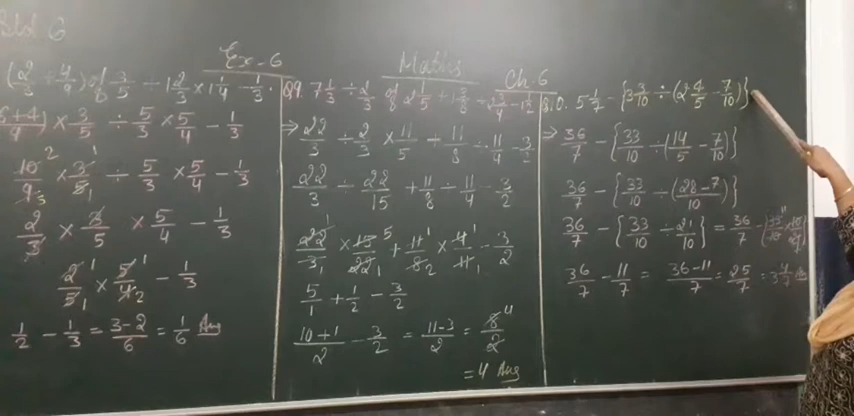 Std 6
Ex-6
Maths
Ch. 6
(2/3 + 4/9) of 3/5 ÷ 1 2/3 × 1 1/4 - 1/3.
(6+4/9) × 3/5 ÷ 5/3 × 5/4 - 1/3
10/9 × 3/5 ÷ 5/3 × 5/4 - 1/3
2/3 × 3/5 × 5/4 - 1/3
2/5 × 5/4 - 1/3
1/2 - 1/3 = 3-2/6 = 1/6 Ans
Q9. 7 1/3 ÷ 2/3 of 2 1/5 + 1 3/8 ÷ 2 3/4 - 1 1/2
⇒ 22/3 ÷ 2/3 × 11/5 + 11/8 ÷ 11/4 - 3/2
22/3 ÷ 22/15 + 11/8 ÷ 11/4 - 3/2
22/3 × 15/22 + 11/8 × 4/11 - 3/2
5/1 + 1/2 - 3/2
10+1/2 - 3/2 = 11-3/2 = 8/2
= 4 Ans
5 1/7 - {3 3/10 ÷ (2 4/5 - 7/10)}
⇒ 36/7 - {33/10 ÷ (14/5 - 7/10)}
36/7 - {33/10 ÷ (28-7/10)}
36/7 - {33/10 ÷ 21/10} = 36/7 - {33/10 × 10/21}
36/7 - 11/7 = 36-11/7 = 25/7 = 3 4/7